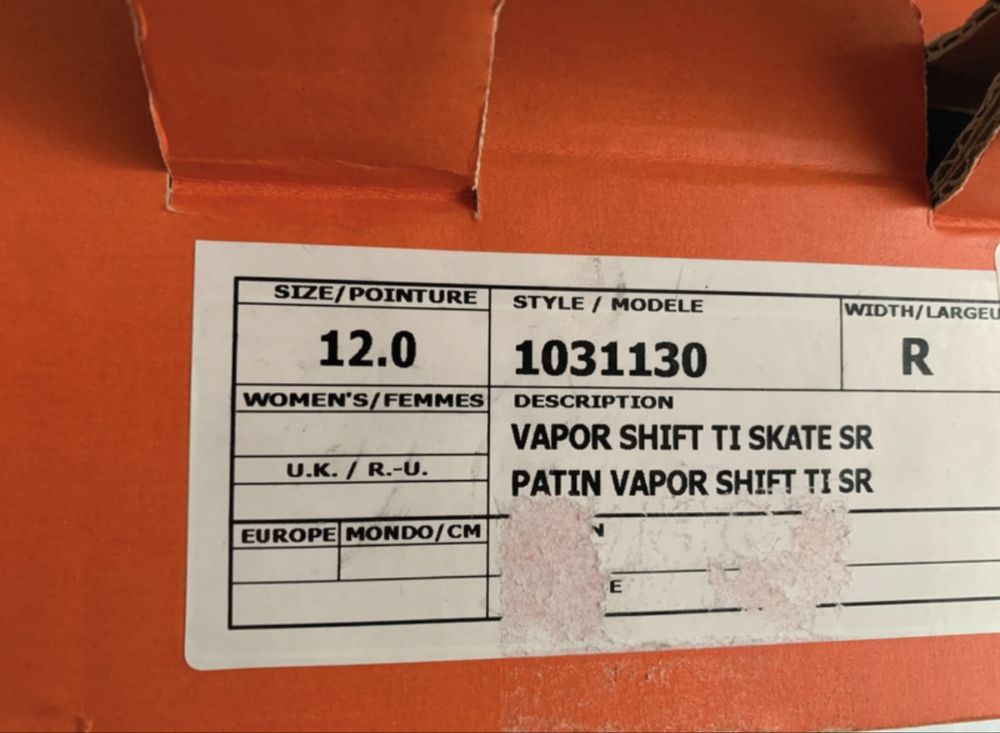 SIZE/POINTURE
12.0
STYLE / MODELE
1031130
R
WOMEN'S/FEMMES
DESCRIPTION
VAPOR SHIFT TI SKATE SR
PATIN VAPOR SHIFT TI SR
U.K. / R.-U.
EUROPE
MONDO/CM
WIDTH/LARGEU